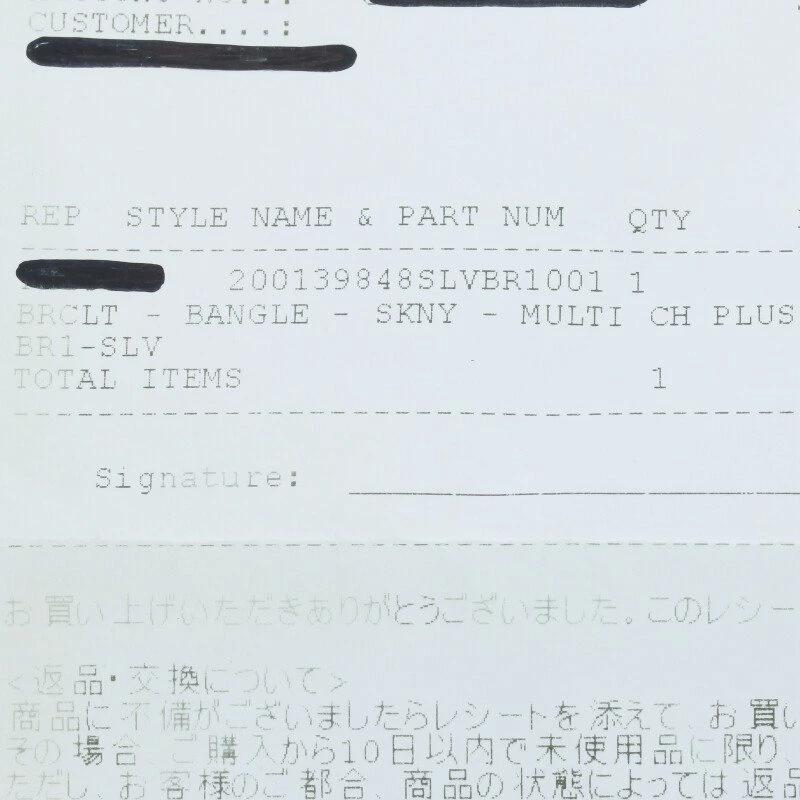 CUSTOMER.....:
REP STYLE NAME & PART NUM QTY
200139848SLVBR1001 1
BRCLT - BANGLE - SKNY - MULTI CH PLUS
BR1-SLV
TOTAL ITEMS 1
Signature:
お買い上げいただきありがとうございました。このレシー
<返品・交換について>
商品に不備がございましたらレシートを添えて、お買い
その場合、ご購入から10日以内で未使用品に限り、
ただし、お客様のご都合、商品の状態によっては返品